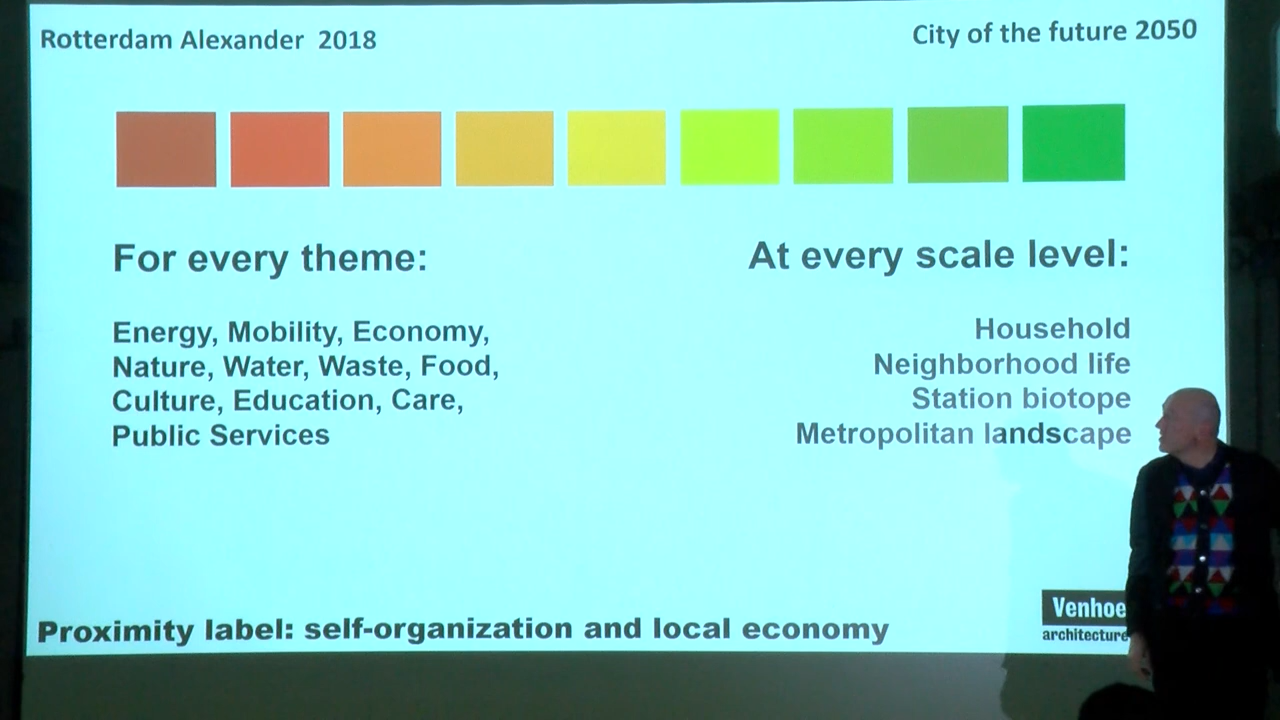 Rotterdam Alexander 2018
City of the future 2050
For every theme:
At every scale level:
Energy, Mobility, Economy,
Nature, Water, Waste, Food,
Culture, Education, Care,
Public Services
Household
Neighborhood life
Station biotope
Metropolitan landscape
Proximity label: self-organization and local economy
Venhoe
architecture